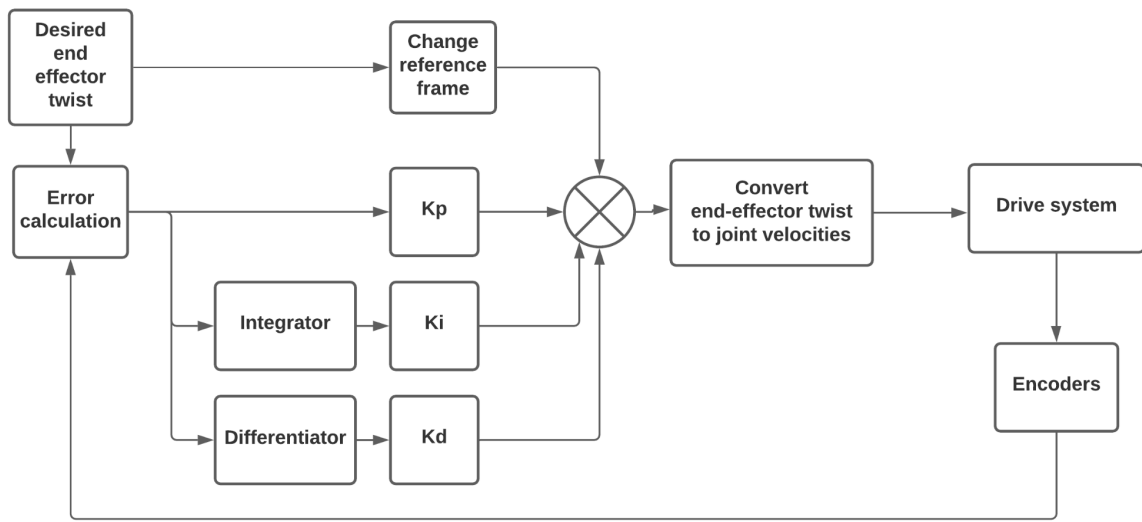 Desired
end
effector
twist
Change
reference
frame
Error
calculation
Kp
Convert
end-effector twist
to joint velocities
Drive system
Integrator
Ki
Encoders
Differentiator
Kd